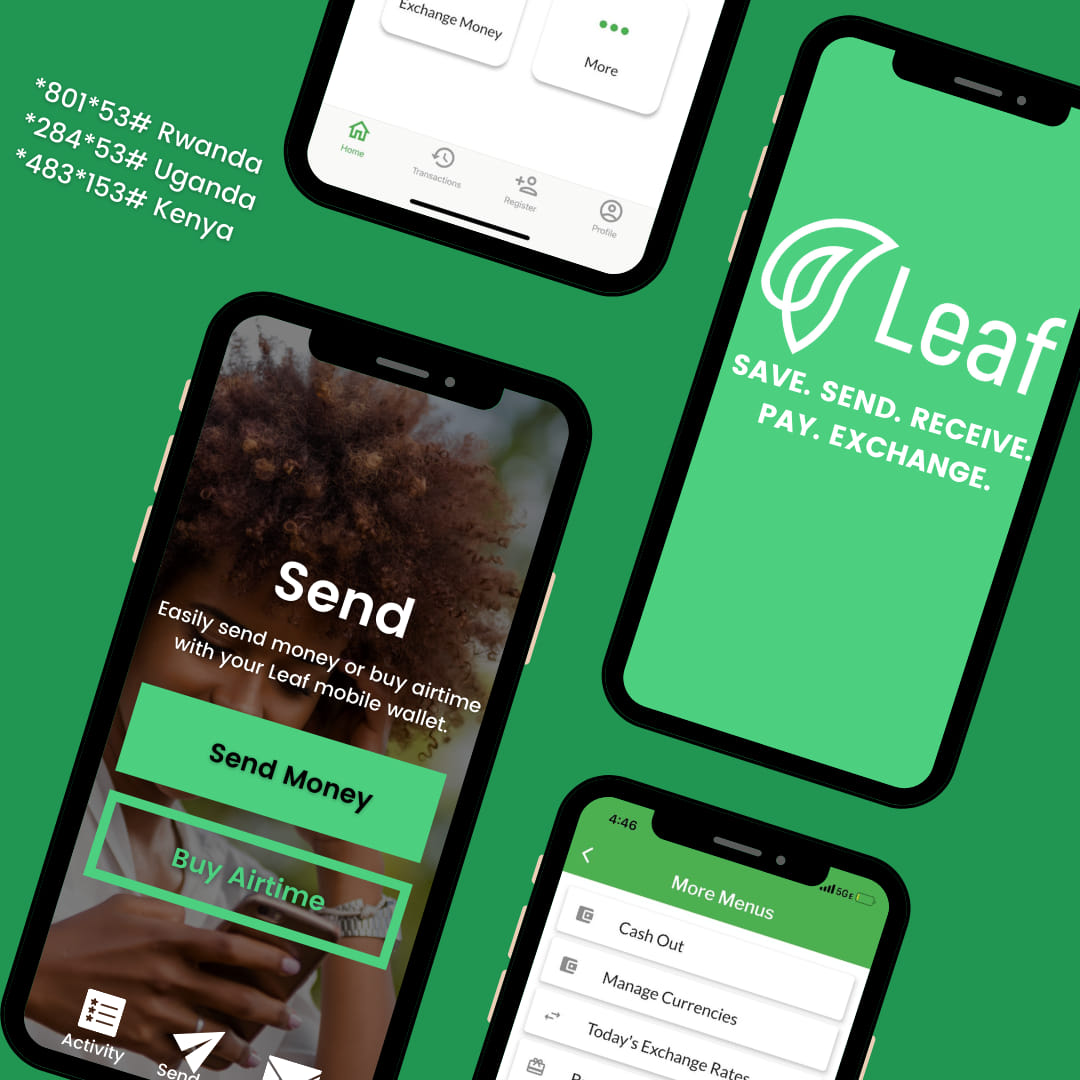 *801*53# Rwanda
*284*53# Uganda
*483*153# Kenya
Exchange Money
More
Home
Transactions
Register
Profile
Leaf
SAVE. SEND. RECEIVE.
PAY. EXCHANGE.
Send
Easily send money or buy airtime
with your Leaf mobile wallet.
Send Money
Buy Airtime
Activity
Send
4:46
5GE
More Menus
Cash Out
Manage Currencies
Today's Exchange Rates